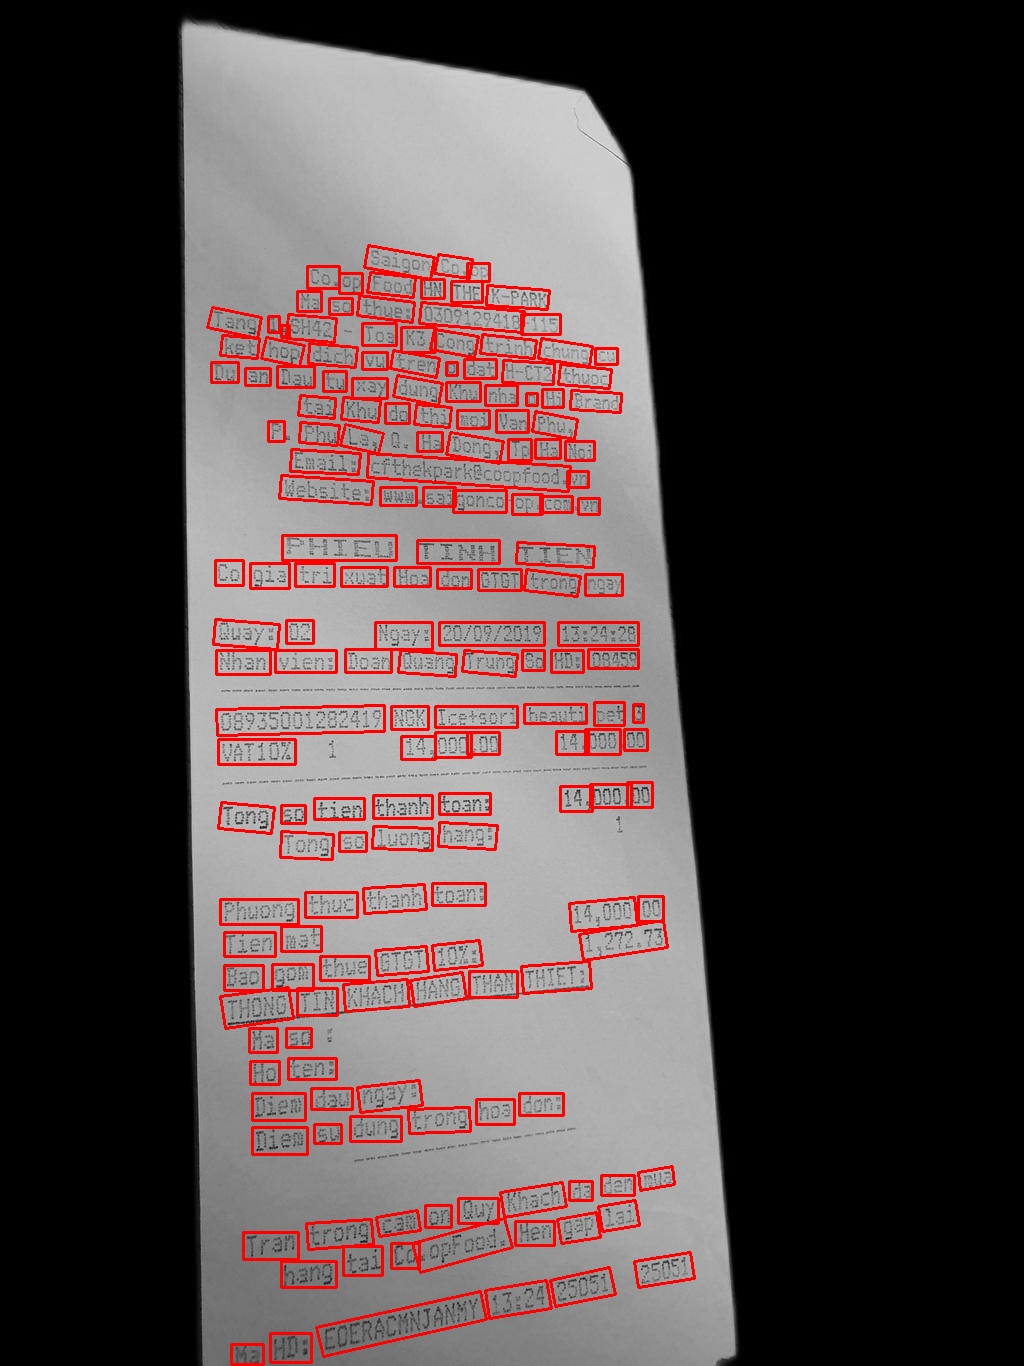 Saigon Co.op
Co.op Food HN THE K-PARK
Ma so thue: 0309129418-115
Tang 1, SH42 - Toa K3 Cong trinh chung cu
ket hop dich vu tren o dat H-CT2 thuoc
Du an Dau tu xay dung Khu nha o Hi Brand
tai Khu do thi moi Van Phu,
P. Phu La, Q. Ha Dong, Tp Ha Noi
Email: cfthekpark@coopfood.vn
Website: www.saigonco-op.com.vn
PHIEU TINH TIEN
Co gia tri xuat Hoa don GTGT trong ngay
Quay: 02 Ngay: 20/09/2019 13:24:28
Nhan vien: Doan Quang Trung So HD: 08459
08935001282419 NGK Ice+sori beauti pet 3
VAT10% 1 14,000.00 14,000.00
Tong so tien thanh toan: 14,000.00
Tong so luong hang: 1
Phuong thuc thanh toan:
Tien mat 14,000.00
Bao gom thue GTGT 10%: 1,272.73
THONG TIN KHACH HANG THAN THIET:
Ma so :
Ho ten:
Diem dau ngay:
Diem su dung trong hoa don:
Tran trong cam on Quy Khach da den mua
hang tai Co.opFood. Hen gap lai
Ma HD: EOERACMNJANMY 13:24 25051 25051